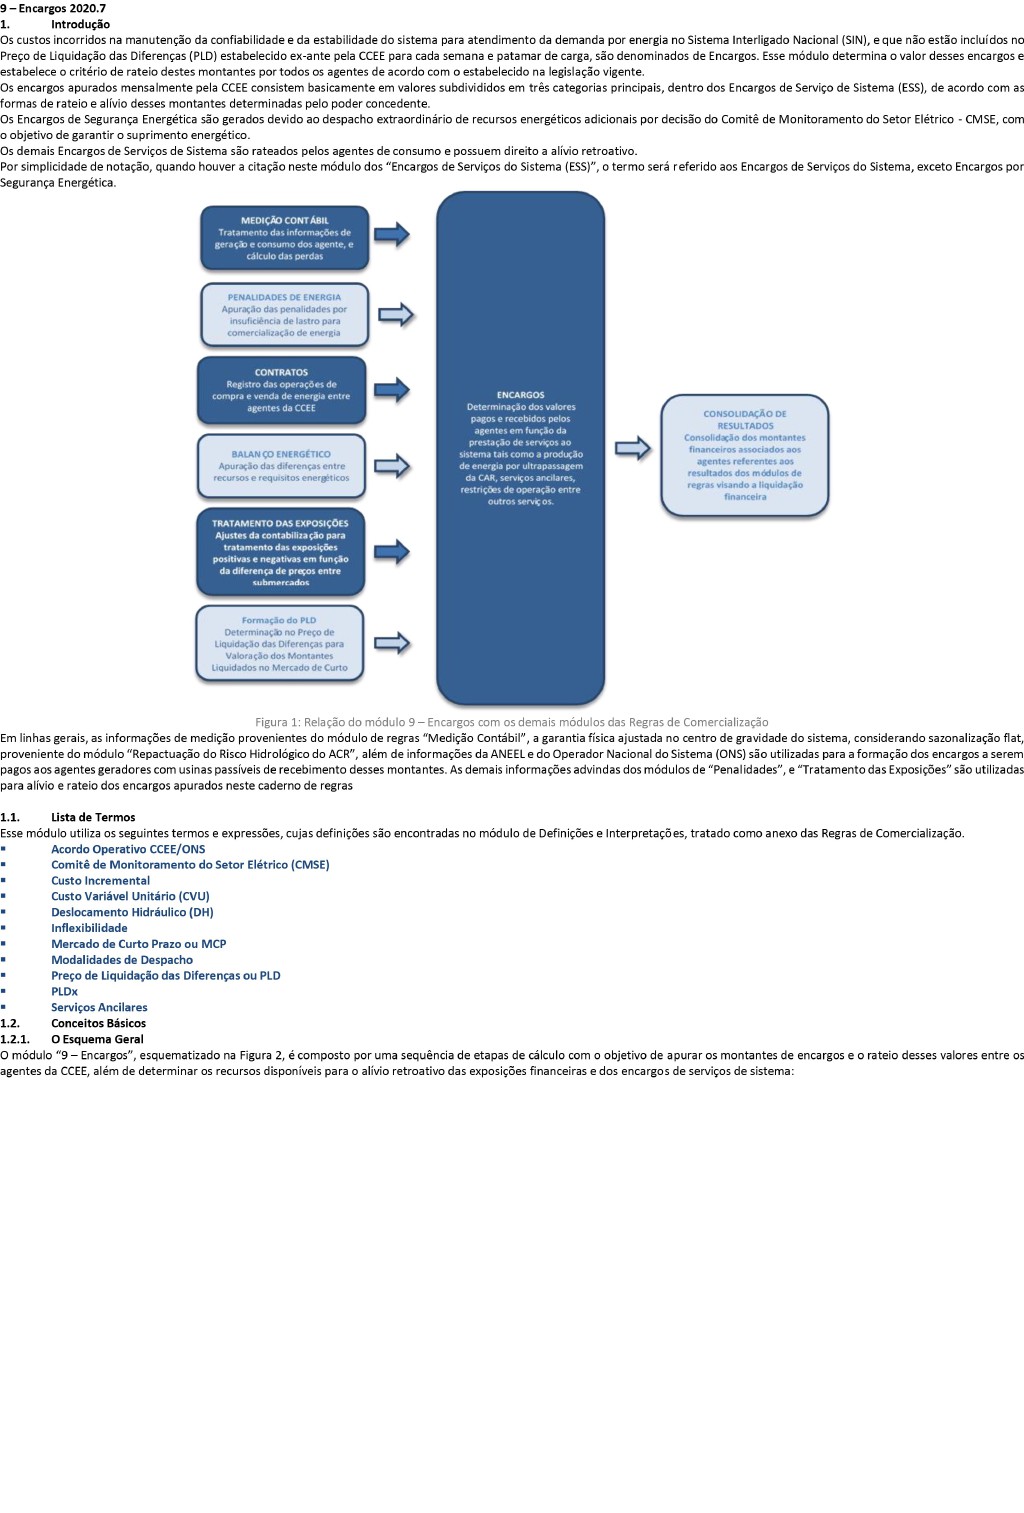 9 – Encargos 2020.7
1. Introdução
Os custos incorridos na manutenção da confiabilidade e da estabilidade do sistema para atendimento da demanda por energia no Sistema Interligado Nacional (SIN), e que não estão incluídos no
Preço de Liquidação das Diferenças (PLD) estabelecido ex-ante pela CCEE para cada semana e patamar de carga, são denominados de Encargos. Esse módulo determina o valor desses encargos e
estabelece o critério de rateio destes montantes por todos os agentes de acordo com o estabelecido na legislação vigente.
Os encargos apurados mensalmente pela CCEE consistem basicamente em valores subdivididos em três categorias principais, dentro dos Encargos de Serviço de Sistema (ESS), de acordo com as
formas de rateio e alívio desses montantes determinadas pelo poder concedente.
Os Encargos de Segurança Energética são gerados devido ao despacho extraordinário de recursos energéticos adicionais por decisão do Comitê de Monitoramento do Setor Elétrico - CMSE, com
o objetivo de garantir o suprimento energético.
Os demais Encargos de Serviços de Sistema são rateados pelos agentes de consumo e possuem direito a alívio retroativo.
Por simplicidade de notação, quando houver a citação neste módulo dos “Encargos de Serviços do Sistema (ESS)”, o termo será referido aos Encargos de Serviços do Sistema, exceto Encargos por
Segurança Energética.
MEDIÇÃO CONTÁBIL
Tratamento das informações de
geração e consumo dos agente, e
cálculo das perdas
PENALIDADES DE ENERGIA
Apuração das penalidades por
insuficiência de lastro para
comercialização de energia
CONTRATOS
Registro das operações de
compra e venda de energia entre
agentes da CCEE
BALANÇO ENERGÉTICO
Apuração das diferenças entre
recursos e requisitos energéticos
TRATAMENTO DAS EXPOSIÇÕES
Ajustes da contabilização para
tratamento das exposições
positivas e negativas em função
da diferença de preços entre
submercados
Formação do PLD
Determinação no Preço de
Liquidação das Diferenças para
Valoração dos Montantes
Liquidados no Mercado de Curto
ENCARGOS
Determinação dos valores
pagos e recebidos pelos
agentes em função da
prestação de serviços ao
sistema tais como a produção
de energia por ultrapassagem
da CAR, serviços ancilares,
restrições de operação entre
outros serviços.
CONSOLIDAÇÃO DE
RESULTADOS
Consolidação dos montantes
financeiros associados aos
agentes referentes aos
resultados dos módulos de
regras visando a liquidação
financeira
Figura 1: Relação do módulo 9 – Encargos com os demais módulos das Regras de Comercialização
Em linhas gerais, as informações de medição provenientes do módulo de regras “Medição Contábil”, a garantia física ajustada no centro de gravidade do sistema, considerando sazonalização flat,
proveniente do módulo “Repactuação do Risco Hidrológico do ACR”, além de informações da ANEEL e do Operador Nacional do Sistema (ONS) são utilizadas para a formação dos encargos a serem
pagos aos agentes geradores com usinas passíveis de recebimento desses montantes. As demais informações advindas dos módulos de “Penalidades”, e “Tratamento das Exposições” são utilizadas
para alívio e rateio dos encargos apurados neste caderno de regras
1.1. Lista de Termos
Esse módulo utiliza os seguintes termos e expressões, cujas definições são encontradas no módulo de Definições e Interpretações, tratado como anexo das Regras de Comercialização.
▪ Acordo Operativo CCEE/ONS
▪ Comitê de Monitoramento do Setor Elétrico (CMSE)
▪ Custo Incremental
▪ Custo Variável Unitário (CVU)
▪ Deslocamento Hidráulico (DH)
▪ Inflexibilidade
▪ Mercado de Curto Prazo ou MCP
▪ Modalidades de Despacho
▪ Preço de Liquidação das Diferenças ou PLD
▪ PLDx
▪ Serviços Ancilares
1.2. Conceitos Básicos
1.2.1. O Esquema Geral
O módulo “9 – Encargos”, esquematizado na Figura 2, é composto por uma sequência de etapas de cálculo com o objetivo de apurar os montantes de encargos e o rateio desses valores entre os
agentes da CCEE, além de determinar os recursos disponíveis para o alívio retroativo das exposições financeiras e dos encargos de serviços de sistema: